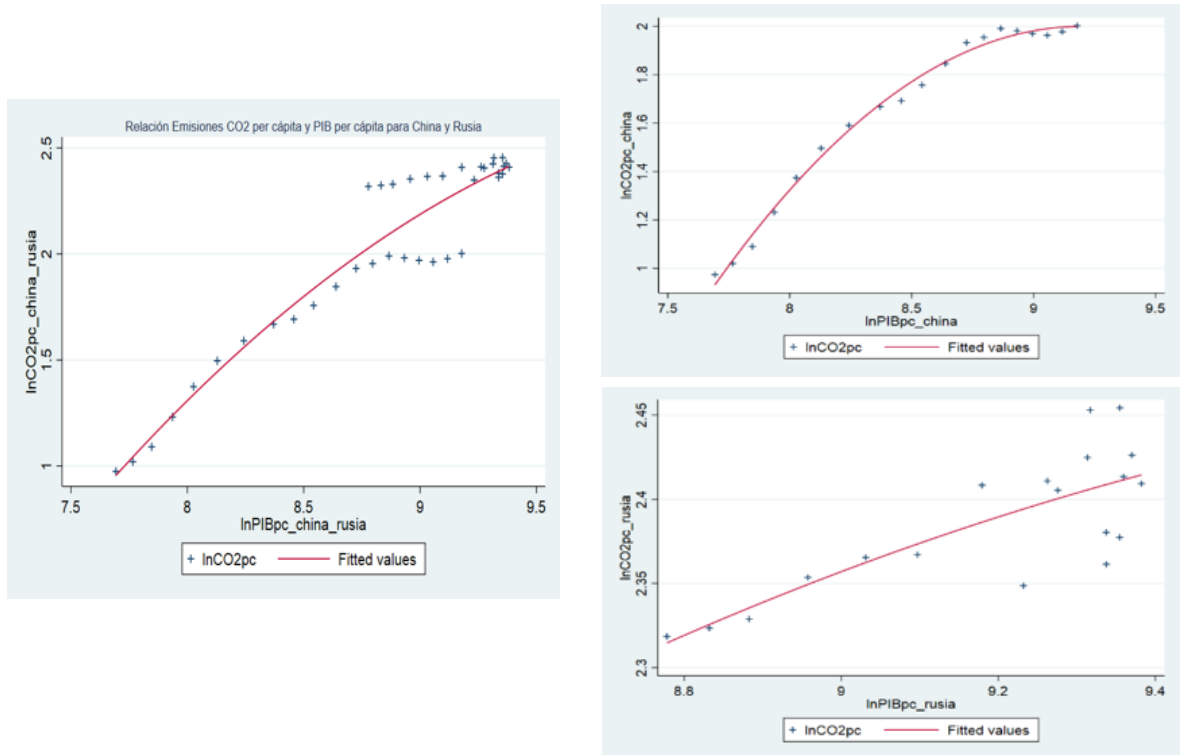 Relación Emisiones CO2 per cápita y PIB per cápita para China y Rusia
lnCO2pc_china_rusia
2.5
2
1.5
1
7.5 8 8.5 9 9.5
lnPIBpc_china_rusia
+ lnCO2pc Fitted values
lnCO2pc_china
2
1.8
1.6
1.4
1.2
1
7.5 8 8.5 9 9.5
lnPIBpc_china
+ lnCO2pc Fitted values
lnCO2pc_rusia
2.45
2.4
2.35
2.3
8.8 9 9.2 9.4
lnPIBpc_rusia
+ lnCO2pc Fitted values